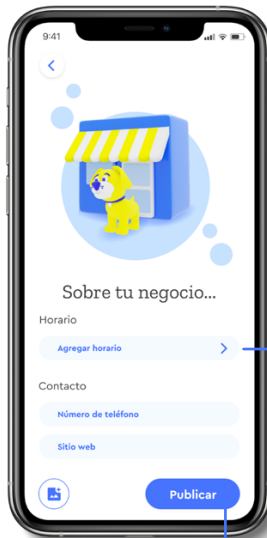 9:41
Sobre tu negocio...
Horario
Agregar horario
Contacto
Número de teléfono
Sitio web
Publicar